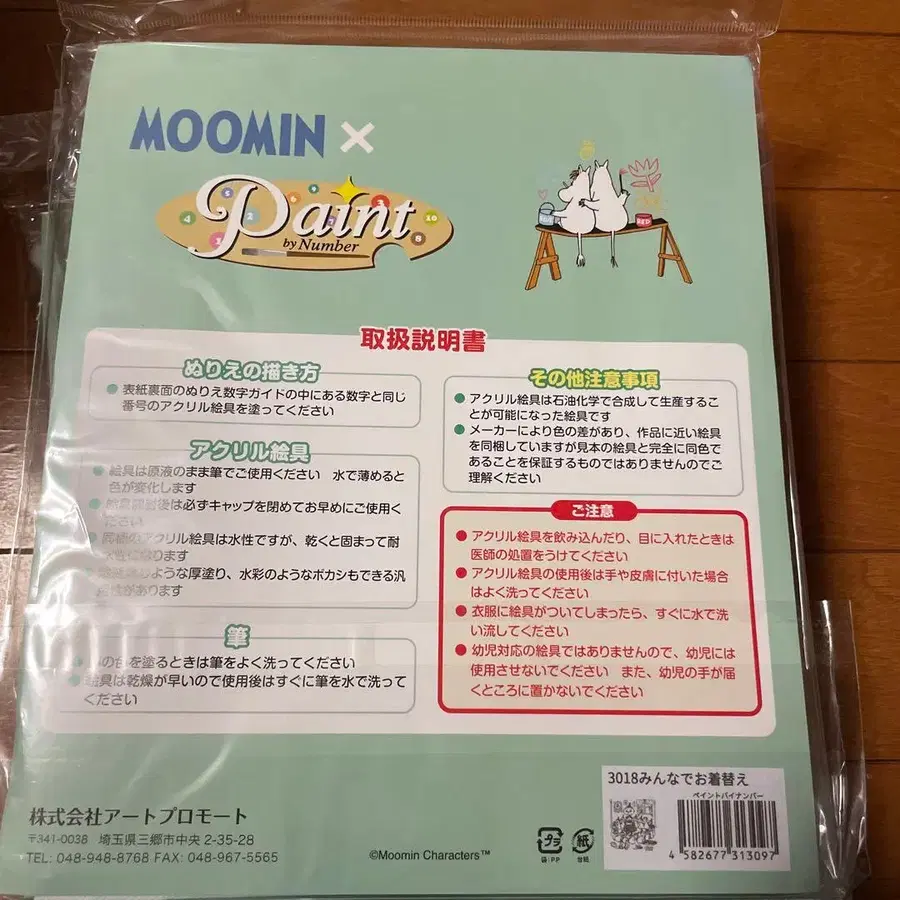 MOOMIN ×
Paint
by Number
取扱説明書
ぬりえの描き方
表紙裏面のぬりえ数字ガイドの中にある数字と同じ
番号のアクリル絵具を塗ってください
アクリル絵具
絵具は原液のまま筆でご使用ください 水で薄めると
色が変化します
後は必ずキャップを閉めてお早めにご使用く
ださい
のアクリル絵具は水性ですが、乾くと固まって耐
になります
ような厚塗り、水彩のようなボカシもできる汎
があります
筆
の色を塗るときは筆をよく洗ってください
絵具は乾燥が早いので使用後はすぐに筆を水で洗って
ください
その他注意事項
アクリル絵具は石油化学で合成して生産するこ
とが可能になった絵具です
メーカーにより色の差があり、作品に近い絵具
を同梱していますが見本の絵具と完全に同色で
あることを保証するものではありませんのでご
理解ください
ご注意
アクリル絵具を飲み込んだり、目に入れたときは
医師の処置をうけてください
アクリル絵具の使用後は手や皮膚に付いた場合
はよく洗ってください
衣服に絵具がついてしまったら、すぐに水で洗
い流してください
幼児対応の絵具ではありませんので、幼児には
使用させないでください また、幼児の手が届
くところに置かないでください
株式会社アートプロモート
〒341-0038 埼玉県三郷市中央 2-35-28
TEL: 048-948-8768 FAX: 048-967-5565
©Moomin Characters™
プラ
袋:PP
紙
台紙
3018みんなでお着替え
ペイントバイナンバー
4 582677 313097